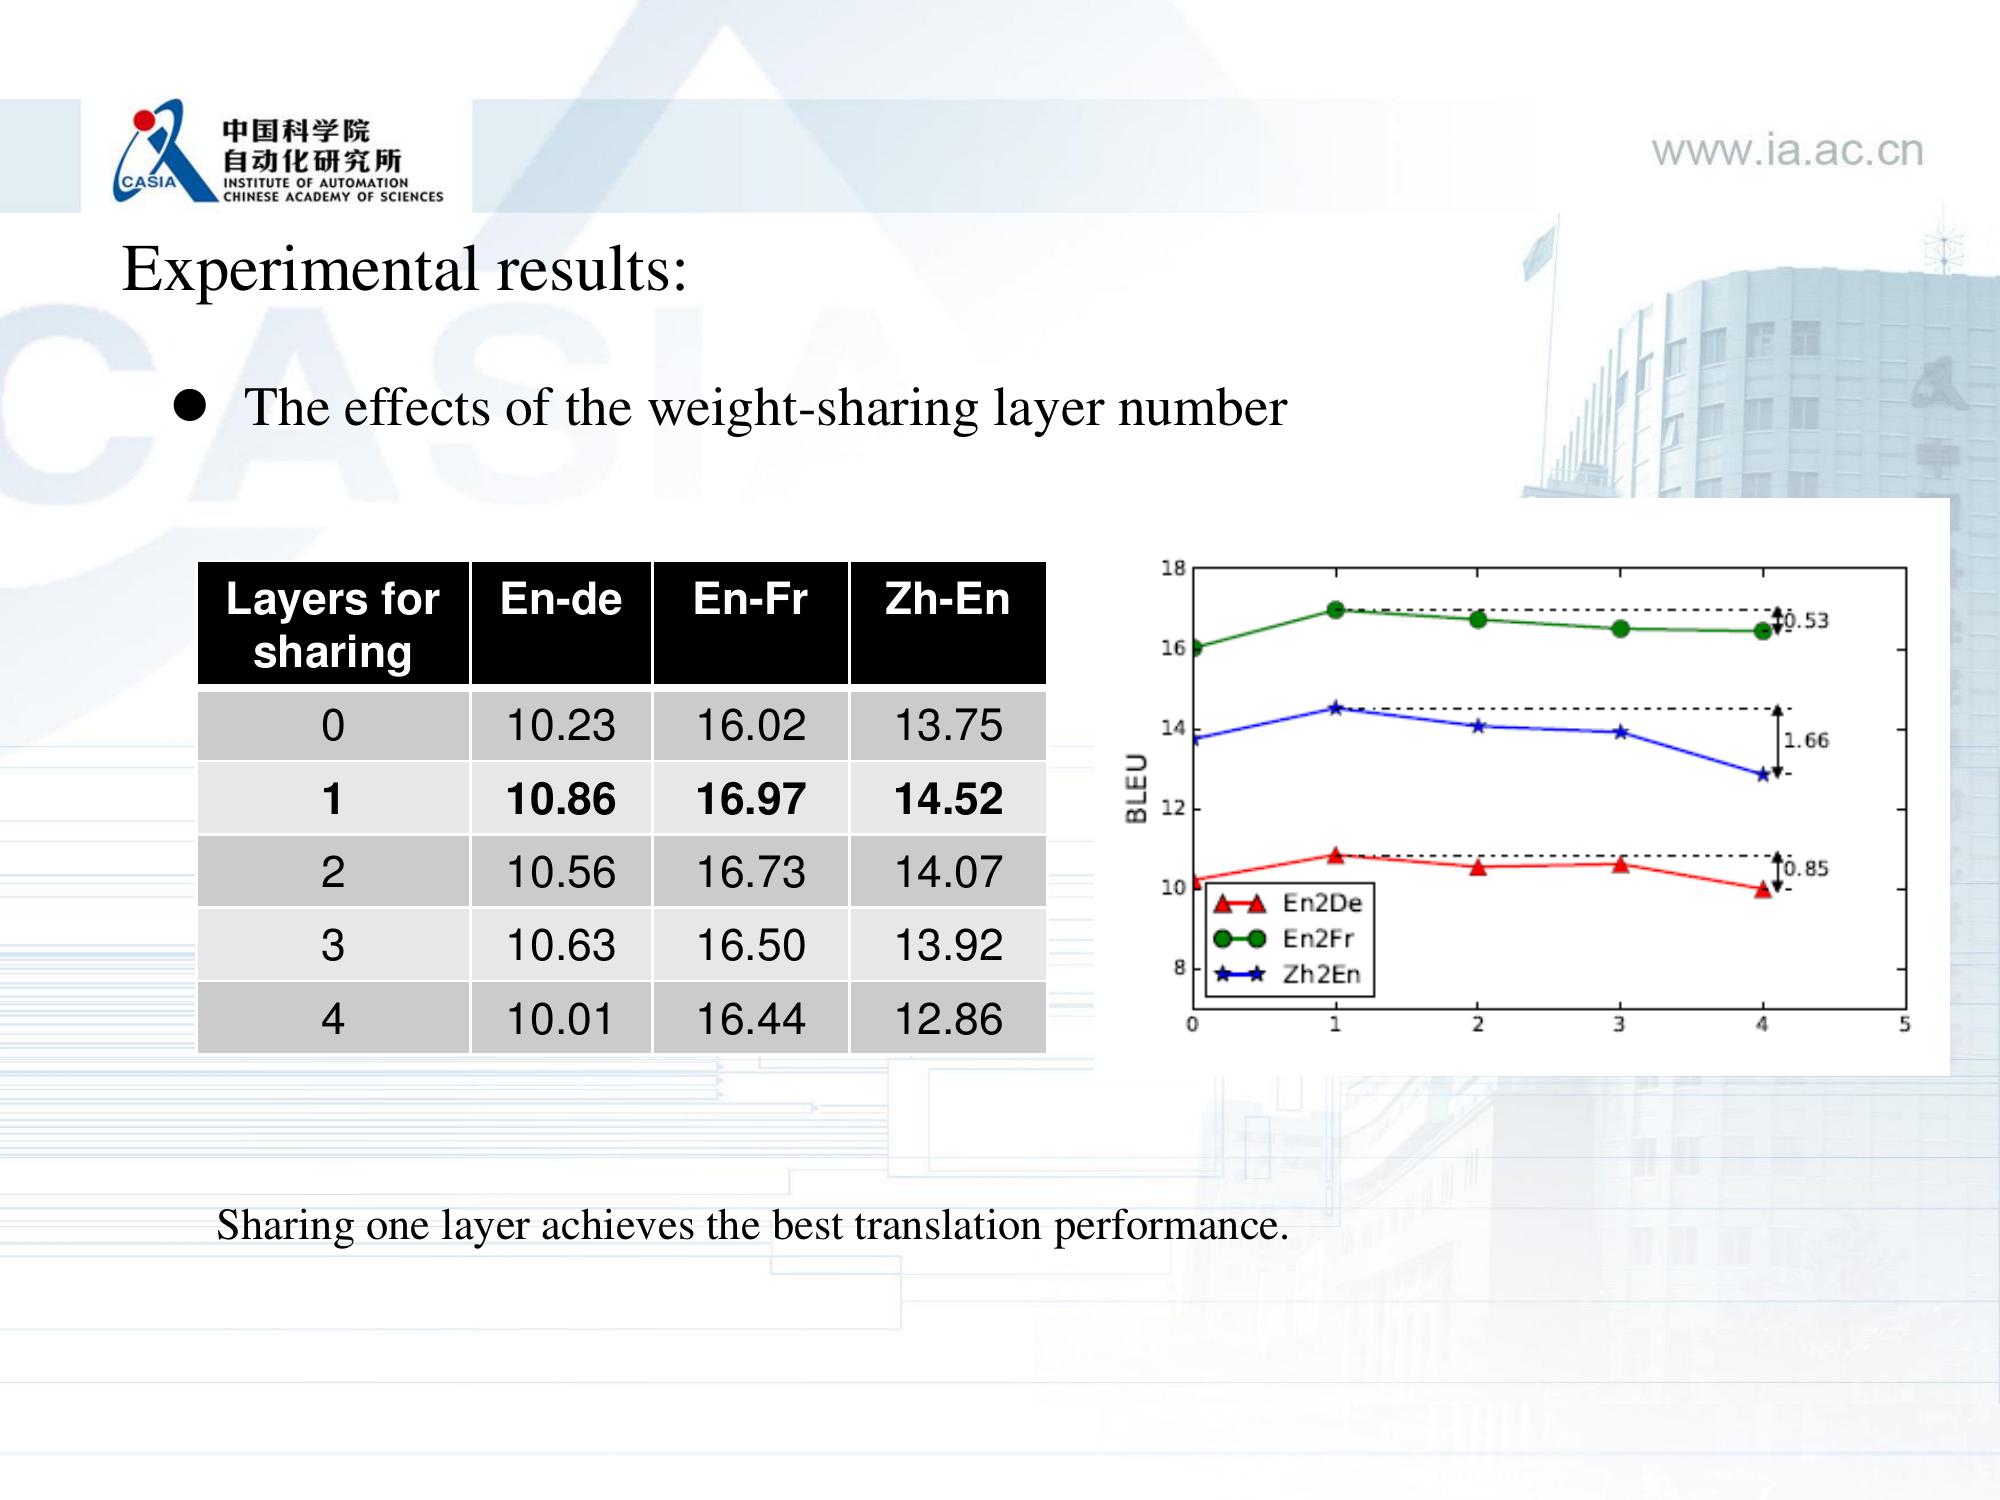 中国科学院
自动化研究所
INSTITUTE OF AUTOMATION
CHINESE ACADEMY OF SCIENCES
CASIA
www.ia.ac.cn
CASIA
Experimental results:
● The effects of the weight-sharing layer number
Layers for sharing En-de En-Fr Zh-En
0 10.23 16.02 13.75
1 10.86 16.97 14.52
2 10.56 16.73 14.07
3 10.63 16.50 13.92
4 10.01 16.44 12.86
18
16
14
12
10
8
BLEU
0.53
1.66
0.85
En2De
En2Fr
Zh2En
0 1 2 3 4 5
Sharing one layer achieves the best translation performance.